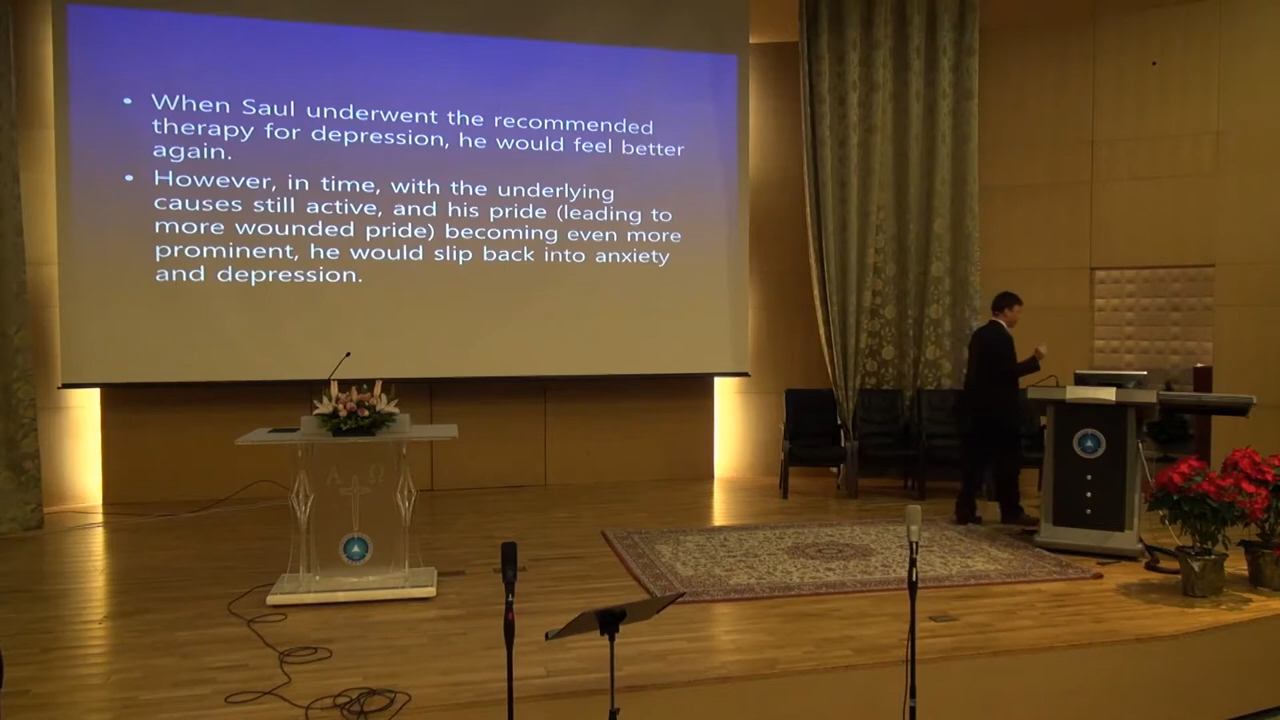 • When Saul underwent the recommended
therapy for depression, he would feel better
again.
• However, in time, with the underlying
causes still active, and his pride (leading to
more wounded pride) becoming even more
prominent, he would slip back into anxiety
and depression.
Α Ω